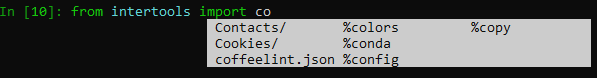 In [10]: from intertools import co
Contacts/ %colors %copy
Cookies/ %conda
coffeelint.json %config